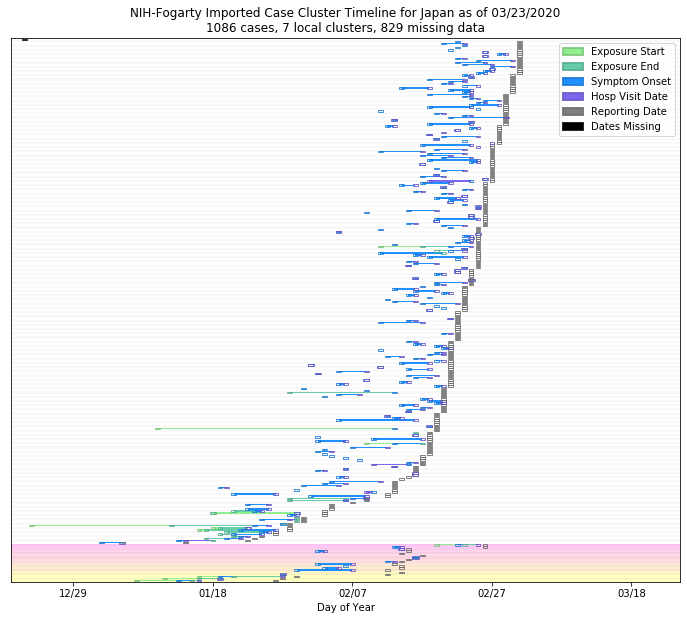 NIH-Fogarty Imported Case Cluster Timeline for Japan as of 03/23/2020
1086 cases, 7 local clusters, 829 missing data
Exposure Start
Exposure End
Symptom Onset
Hosp Visit Date
Reporting Date
Dates Missing
12/29
01/18
02/07
02/27
03/18
Day of Year